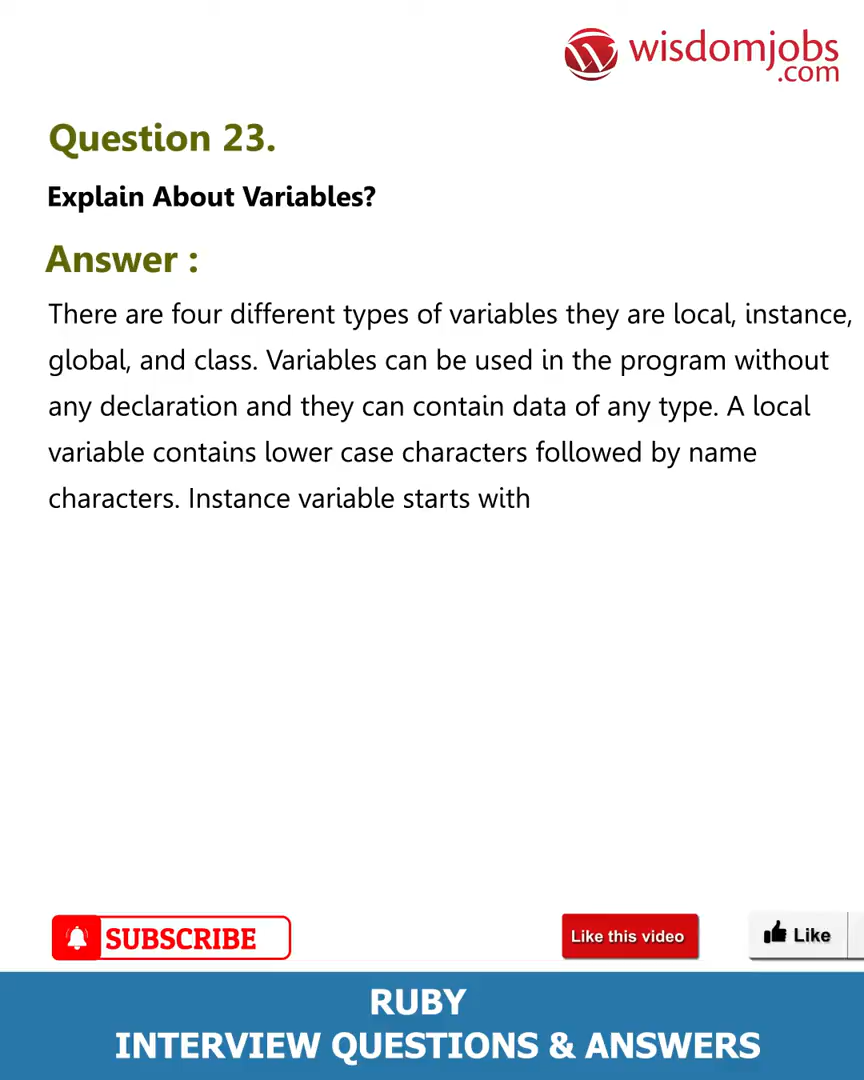 wisdomjobs
.com
Question 23.
Explain About Variables?
Answer :
There are four different types of variables they are local, instance,
global, and class. Variables can be used in the program without
any declaration and they can contain data of any type. A local
variable contains lower case characters followed by name
characters. Instance variable starts with
SUBSCRIBE
Like this video
Like
RUBY
INTERVIEW QUESTIONS & ANSWERS